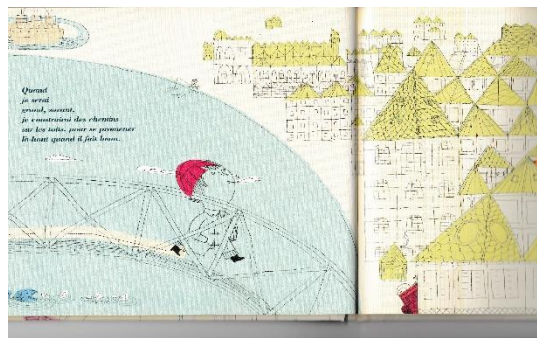 Quand
je serai
grand, savant,
je construirai des chemins
sur les toits, pour se promener
là-haut quand il fait beau.